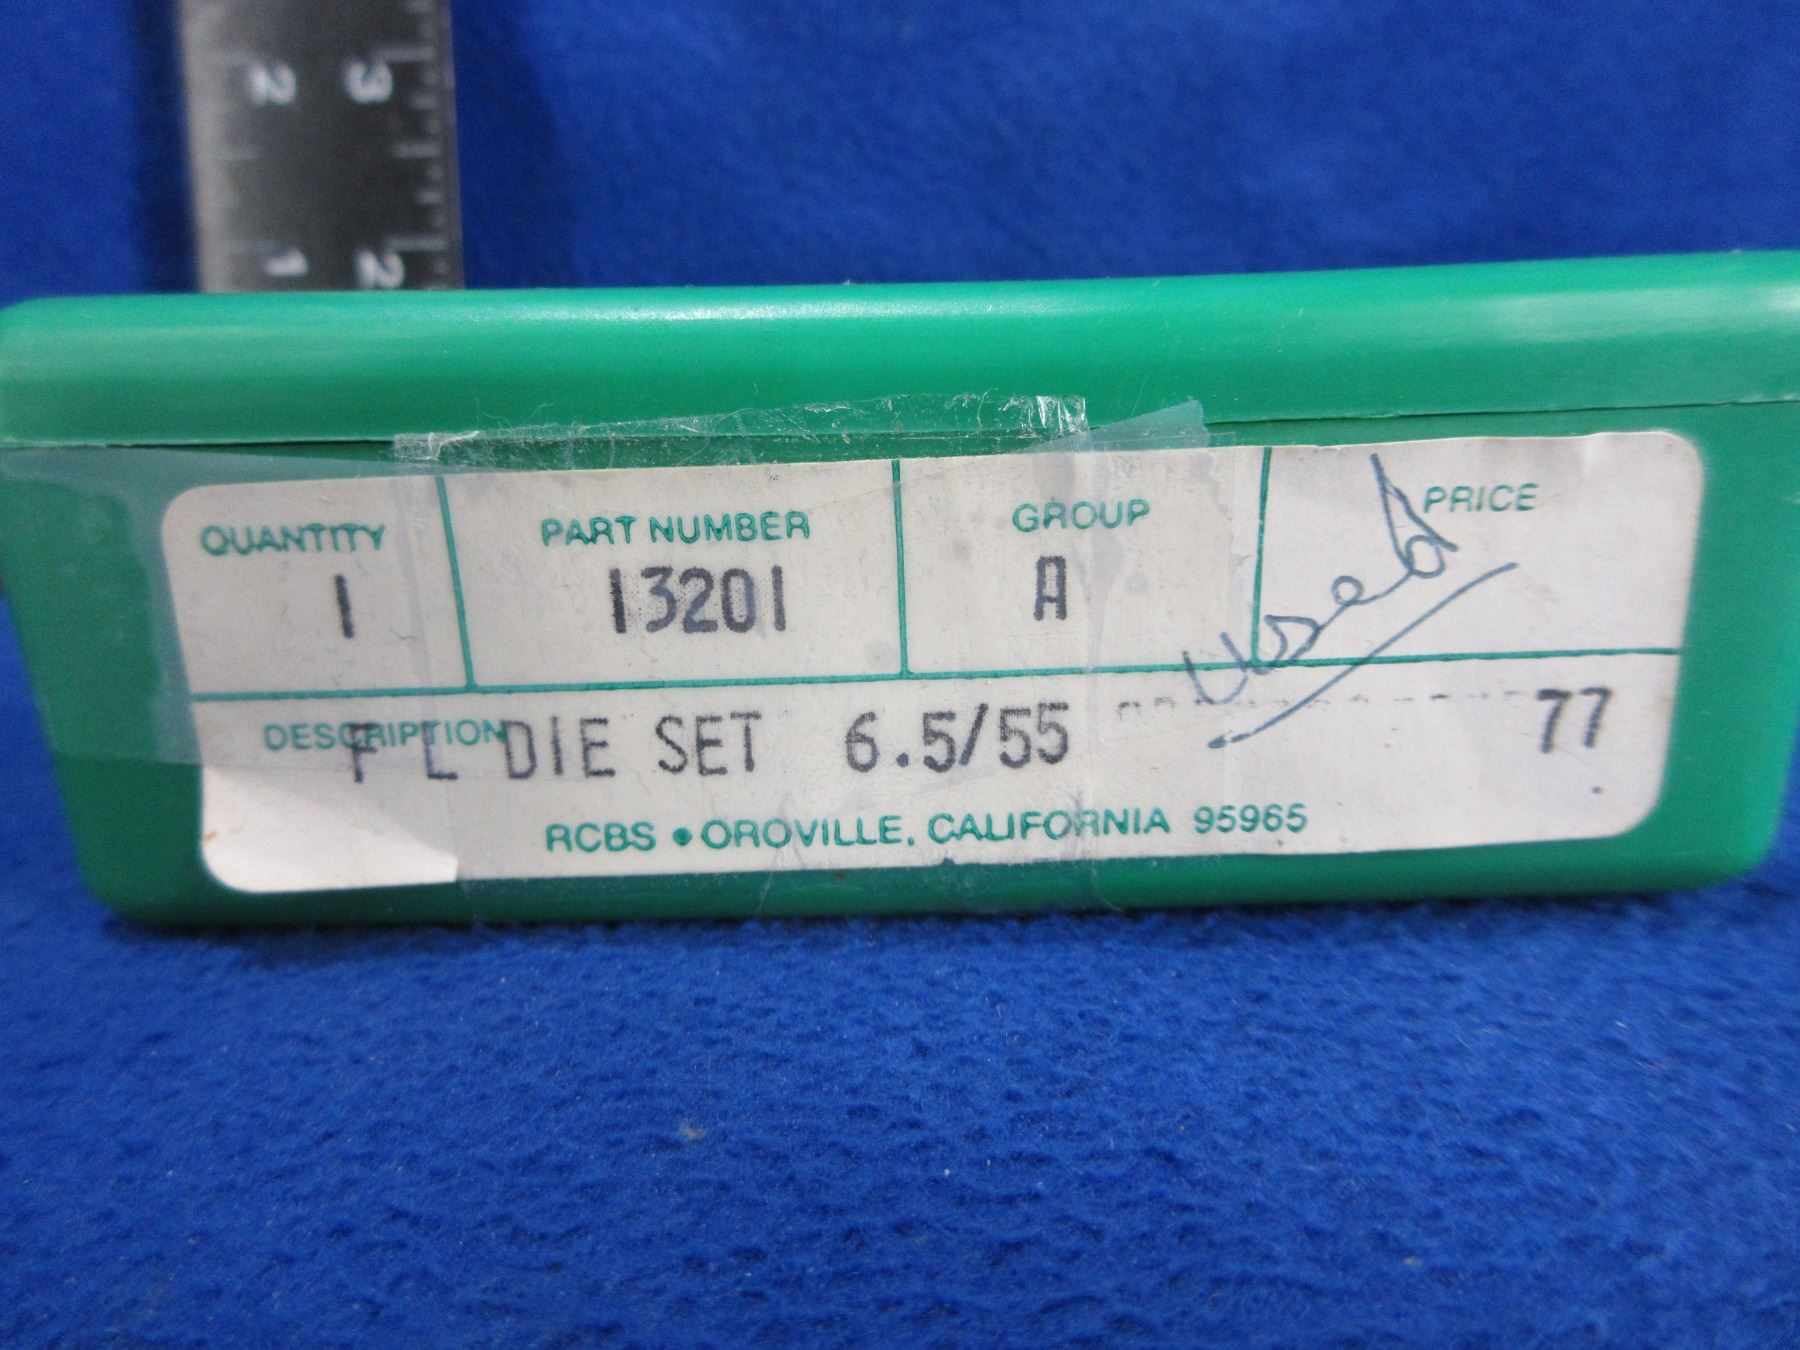 2 3
1 2
QUANTITY PART NUMBER GROUP PRICE
1 13201 A Used
DESCRIPTION
F L DIE SET 6.5/55 77
RCBS • OROVILLE, CALIFORNIA 95965